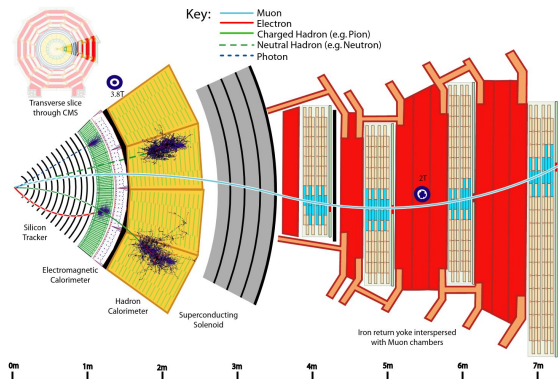 Key:
Muon
Electron
Charged Hadron (e.g. Pion)
Neutral Hadron (e.g. Neutron)
Photon
Transverse slice
through CMS
3.8T
2T
Silicon
Tracker
Electromagnetic
Calorimeter
Hadron
Calorimeter
Superconducting
Solenoid
Iron return yoke interspersed
with Muon chambers
0m
1m
2m
3m
4m
5m
6m
7m